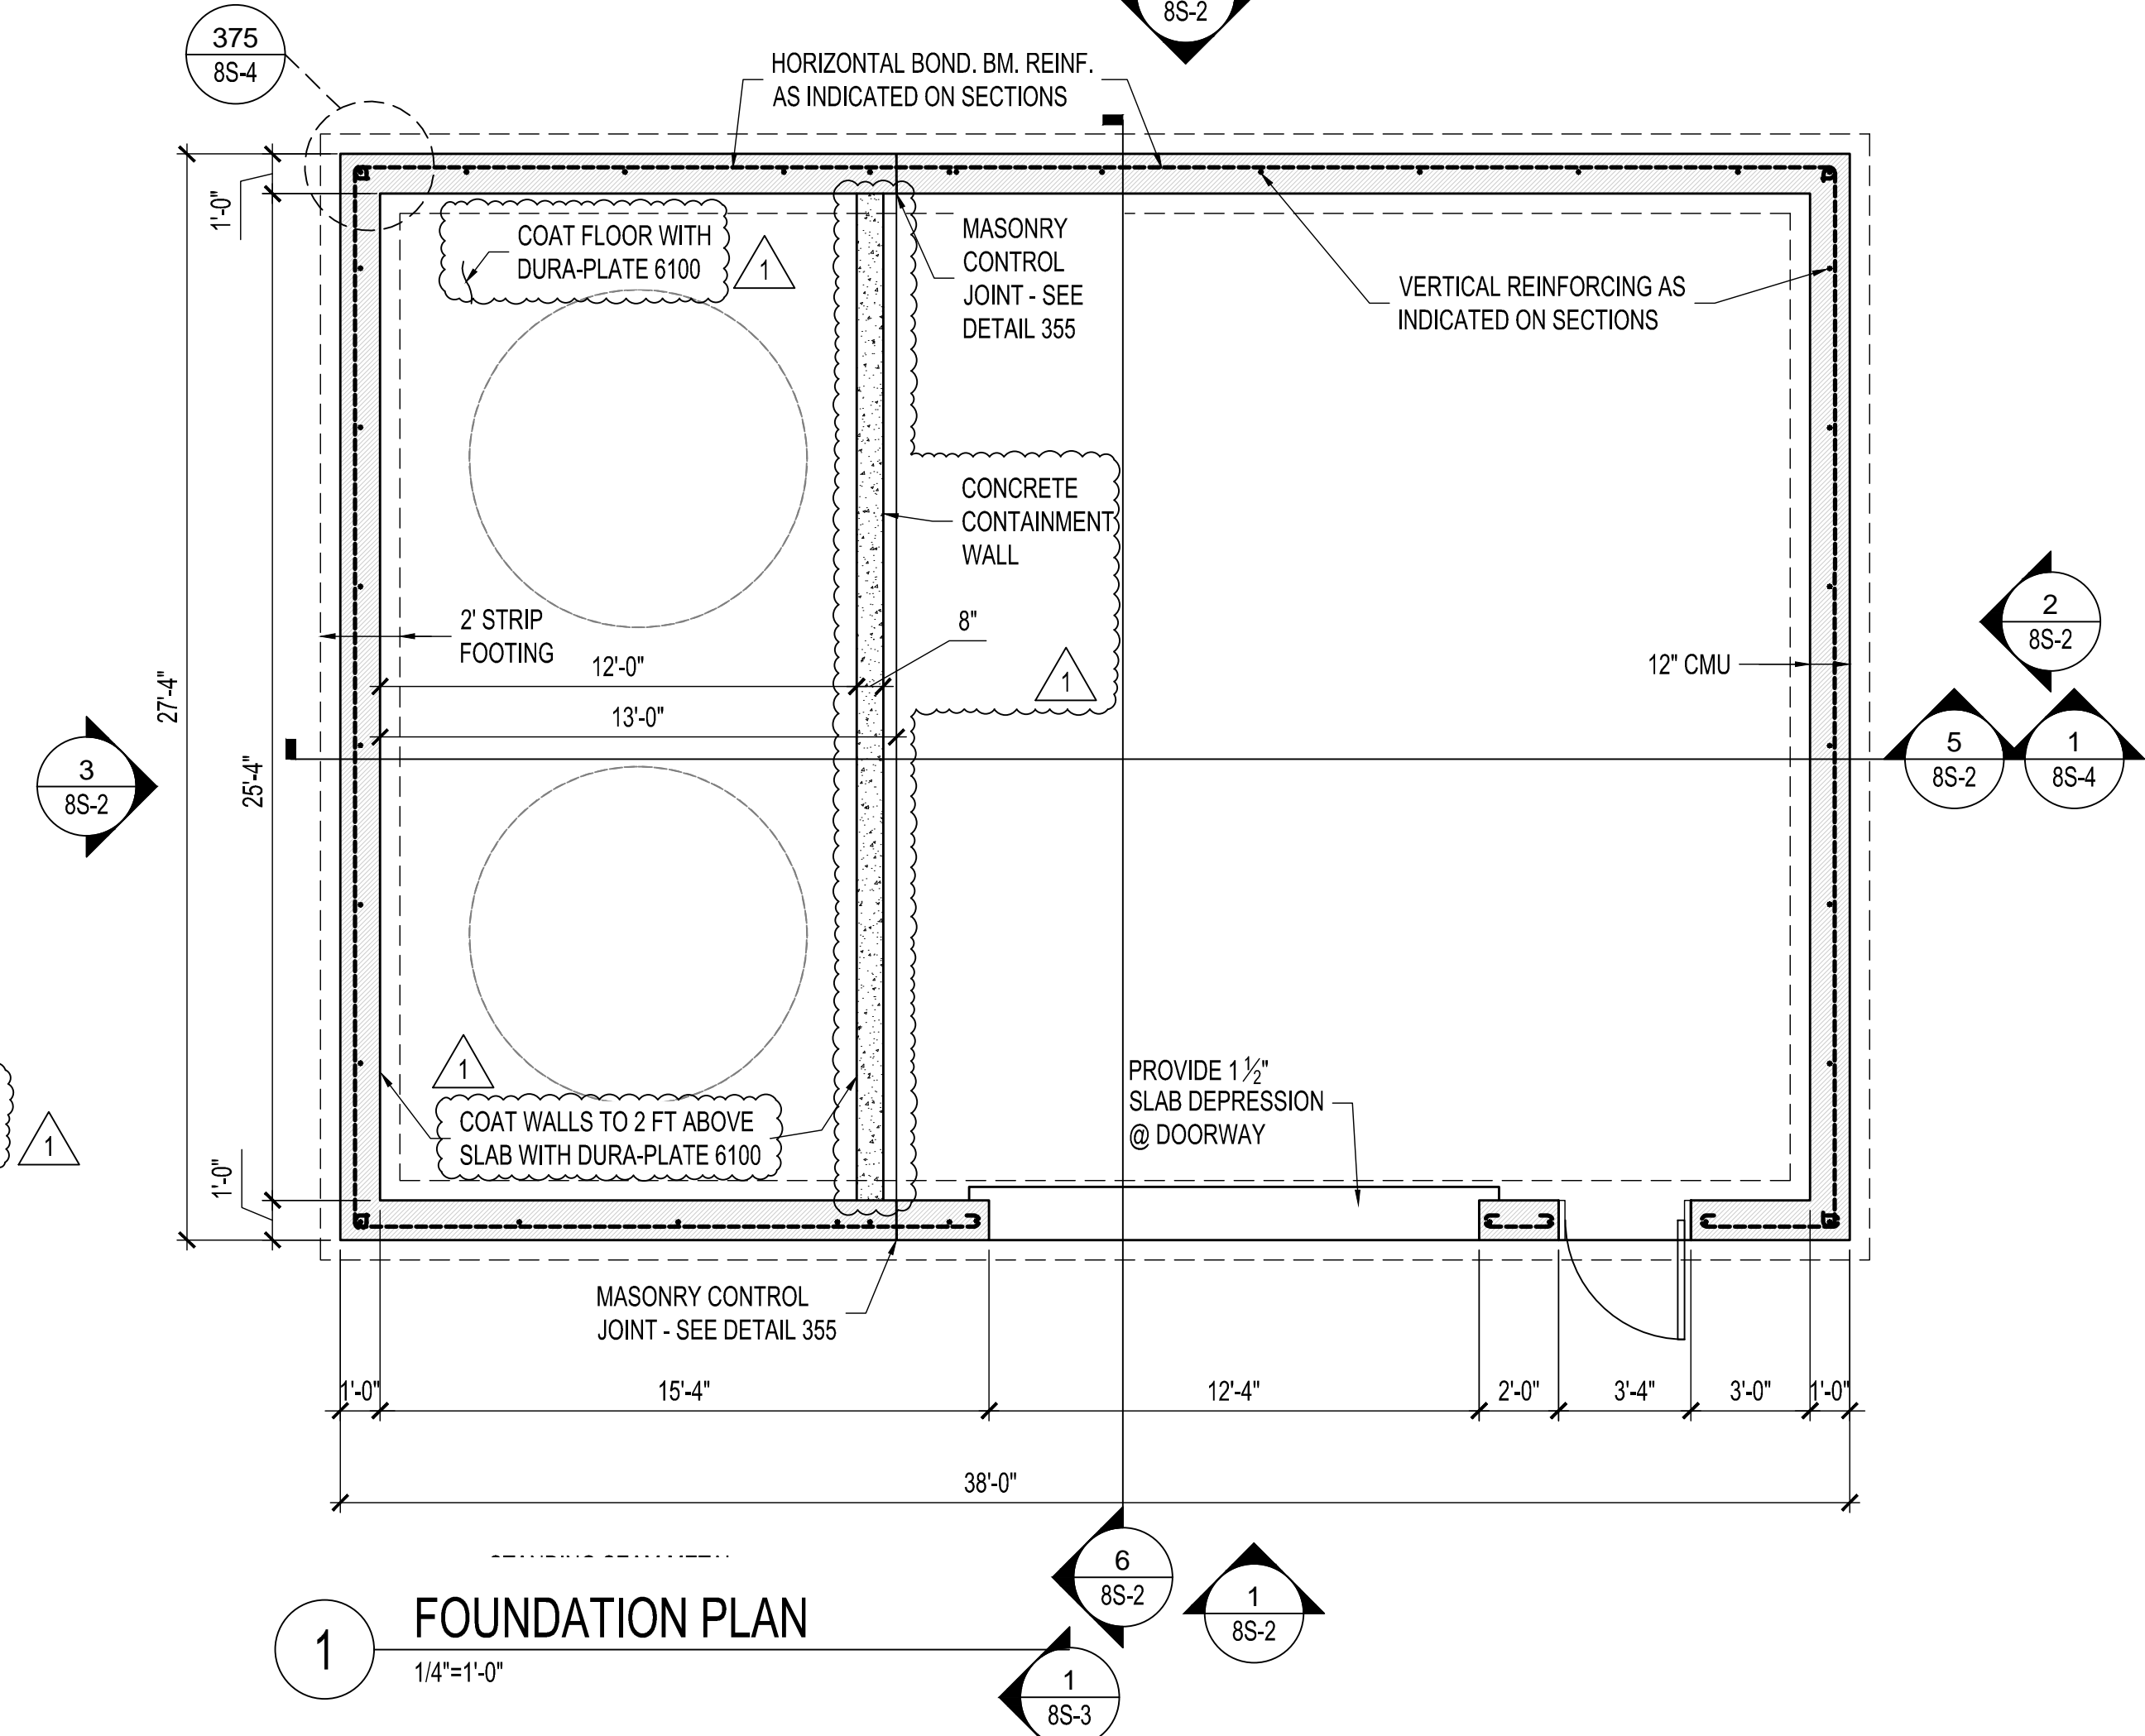 8S-2
375
8S-4
HORIZONTAL BOND. BM. REINF.
AS INDICATED ON SECTIONS
1'-0"
COAT FLOOR WITH
DURA-PLATE 6100
1
MASONRY
CONTROL
JOINT - SEE
DETAIL 355
VERTICAL REINFORCING AS
INDICATED ON SECTIONS
CONCRETE
CONTAINMENT
WALL
2' STRIP
FOOTING
8"
12'-0"
1
13'-0"
12" CMU
2
8S-2
27'-4"
25'-4"
3
8S-2
5
8S-2
1
8S-4
1
1
COAT WALLS TO 2 FT ABOVE
SLAB WITH DURA-PLATE 6100
PROVIDE 1 1/2"
SLAB DEPRESSION
@ DOORWAY
1'-0"
MASONRY CONTROL
JOINT - SEE DETAIL 355
1'-0"
15'-4"
12'-4"
2'-0"
3'-4"
3'-0"
1'-0"
38'-0"
6
8S-2
1
8S-2
1
FOUNDATION PLAN
1/4"=1'-0"
1
8S-3